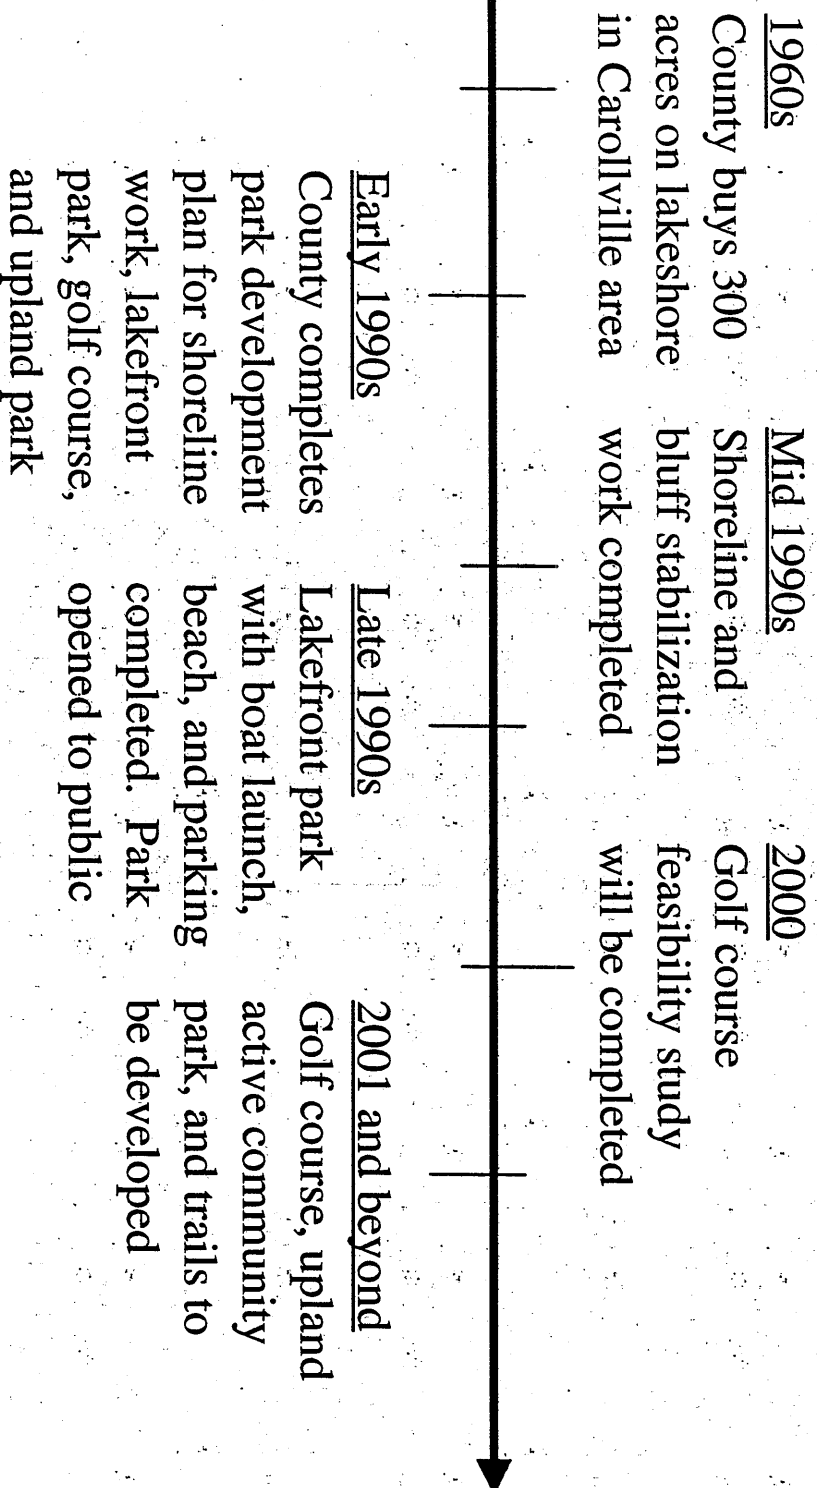 1960s
County buys 300
acres on lakeshore
in Carollville area
Mid 1990s
Shoreline and
bluff stabilization
work completed
2000
Golf course
feasibility study
will be completed
Early 1990s
County completes
park development
plan for shoreline
work, lakefront
park, golf course,
and upland park
Late 1990s
Lakefront park
with boat launch,
beach, and parking
completed. Park
opened to public
2001 and beyond
Golf course, upland
active community
park, and trails to
be developed